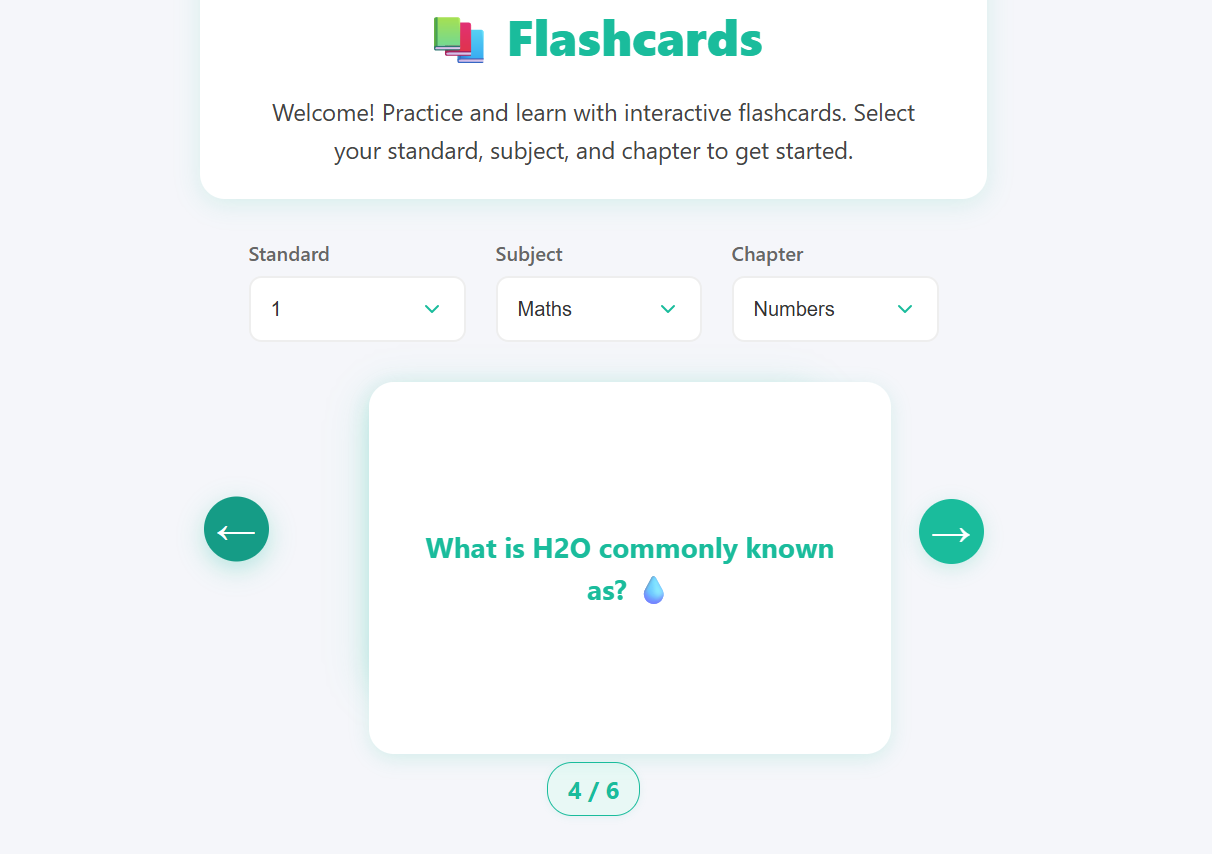 📚 Flashcards
Welcome! Practice and learn with interactive flashcards. Select
your standard, subject, and chapter to get started.
Standard Subject Chapter
1 Maths Numbers
← →
What is H2O commonly known
as? 💧
4 / 6